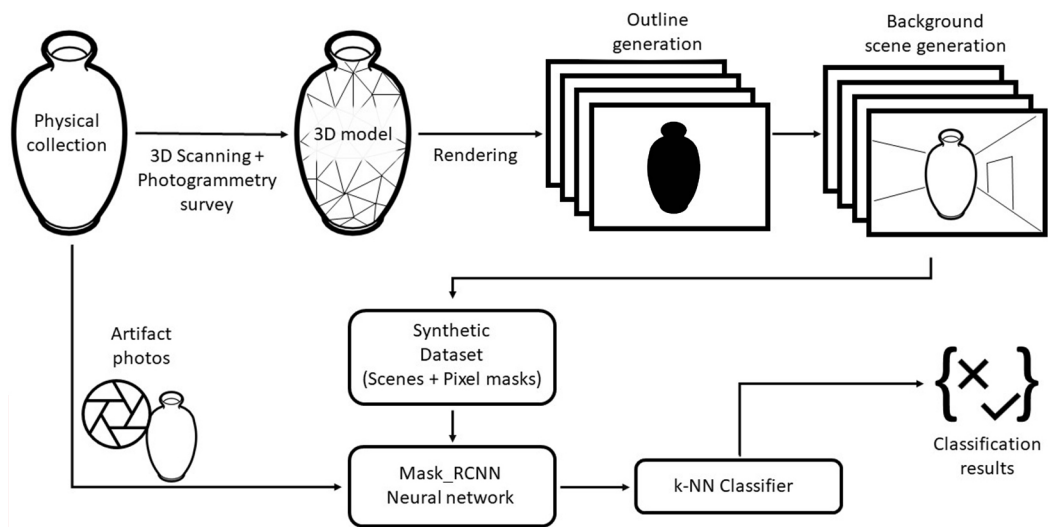 Physical
collection
3D Scanning +
Photogrammetry
survey
3D model
Rendering
Outline
generation
Background
scene generation
Artifact
photos
Synthetic
Dataset
(Scenes + Pixel masks)
Mask_RCNN
Neural network
k-NN Classifier
Classification
results